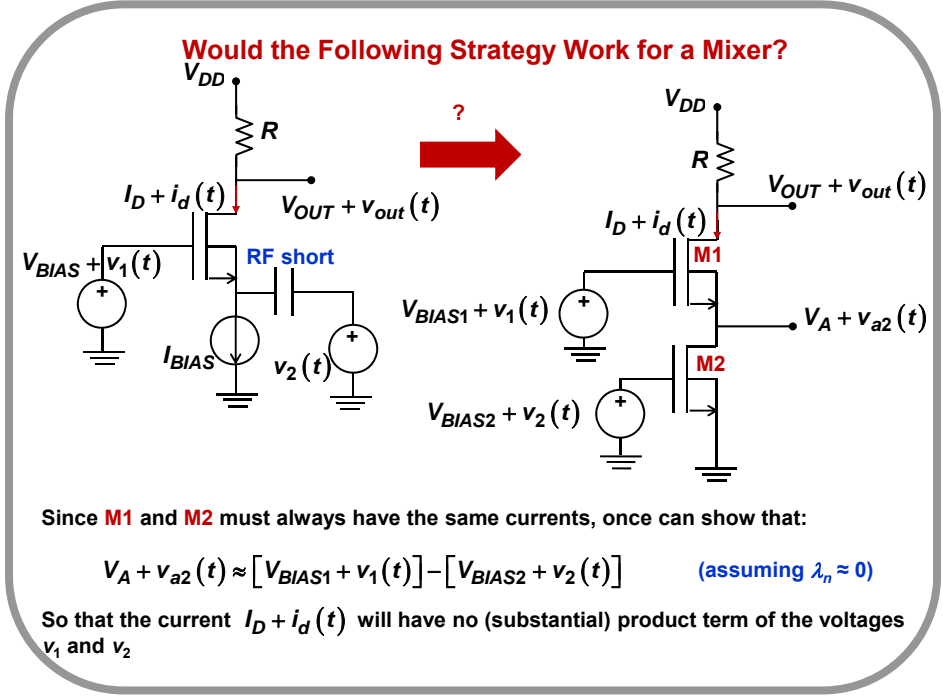 Would the Following Strategy Work for a Mixer?
V_DD
R
I_D + i_d(t)
V_OUT + v_out(t)
V_BIAS + v_1(t)
RF short
+
+
I_BIAS
v_2(t)
?
V_DD
R
V_OUT + v_out(t)
I_D + i_d(t)
M1
V_BIAS1 + v_1(t)
+
V_A + v_a2(t)
M2
V_BIAS2 + v_2(t)
+
Since M1 and M2 must always have the same currents, once can show that:
V_A + v_a2(t) ≈ [V_BIAS1 + v_1(t)] − [V_BIAS2 + v_2(t)] (assuming λ_n ≈ 0)
So that the current I_D + i_d(t) will have no (substantial) product term of the voltages
v_1 and v_2